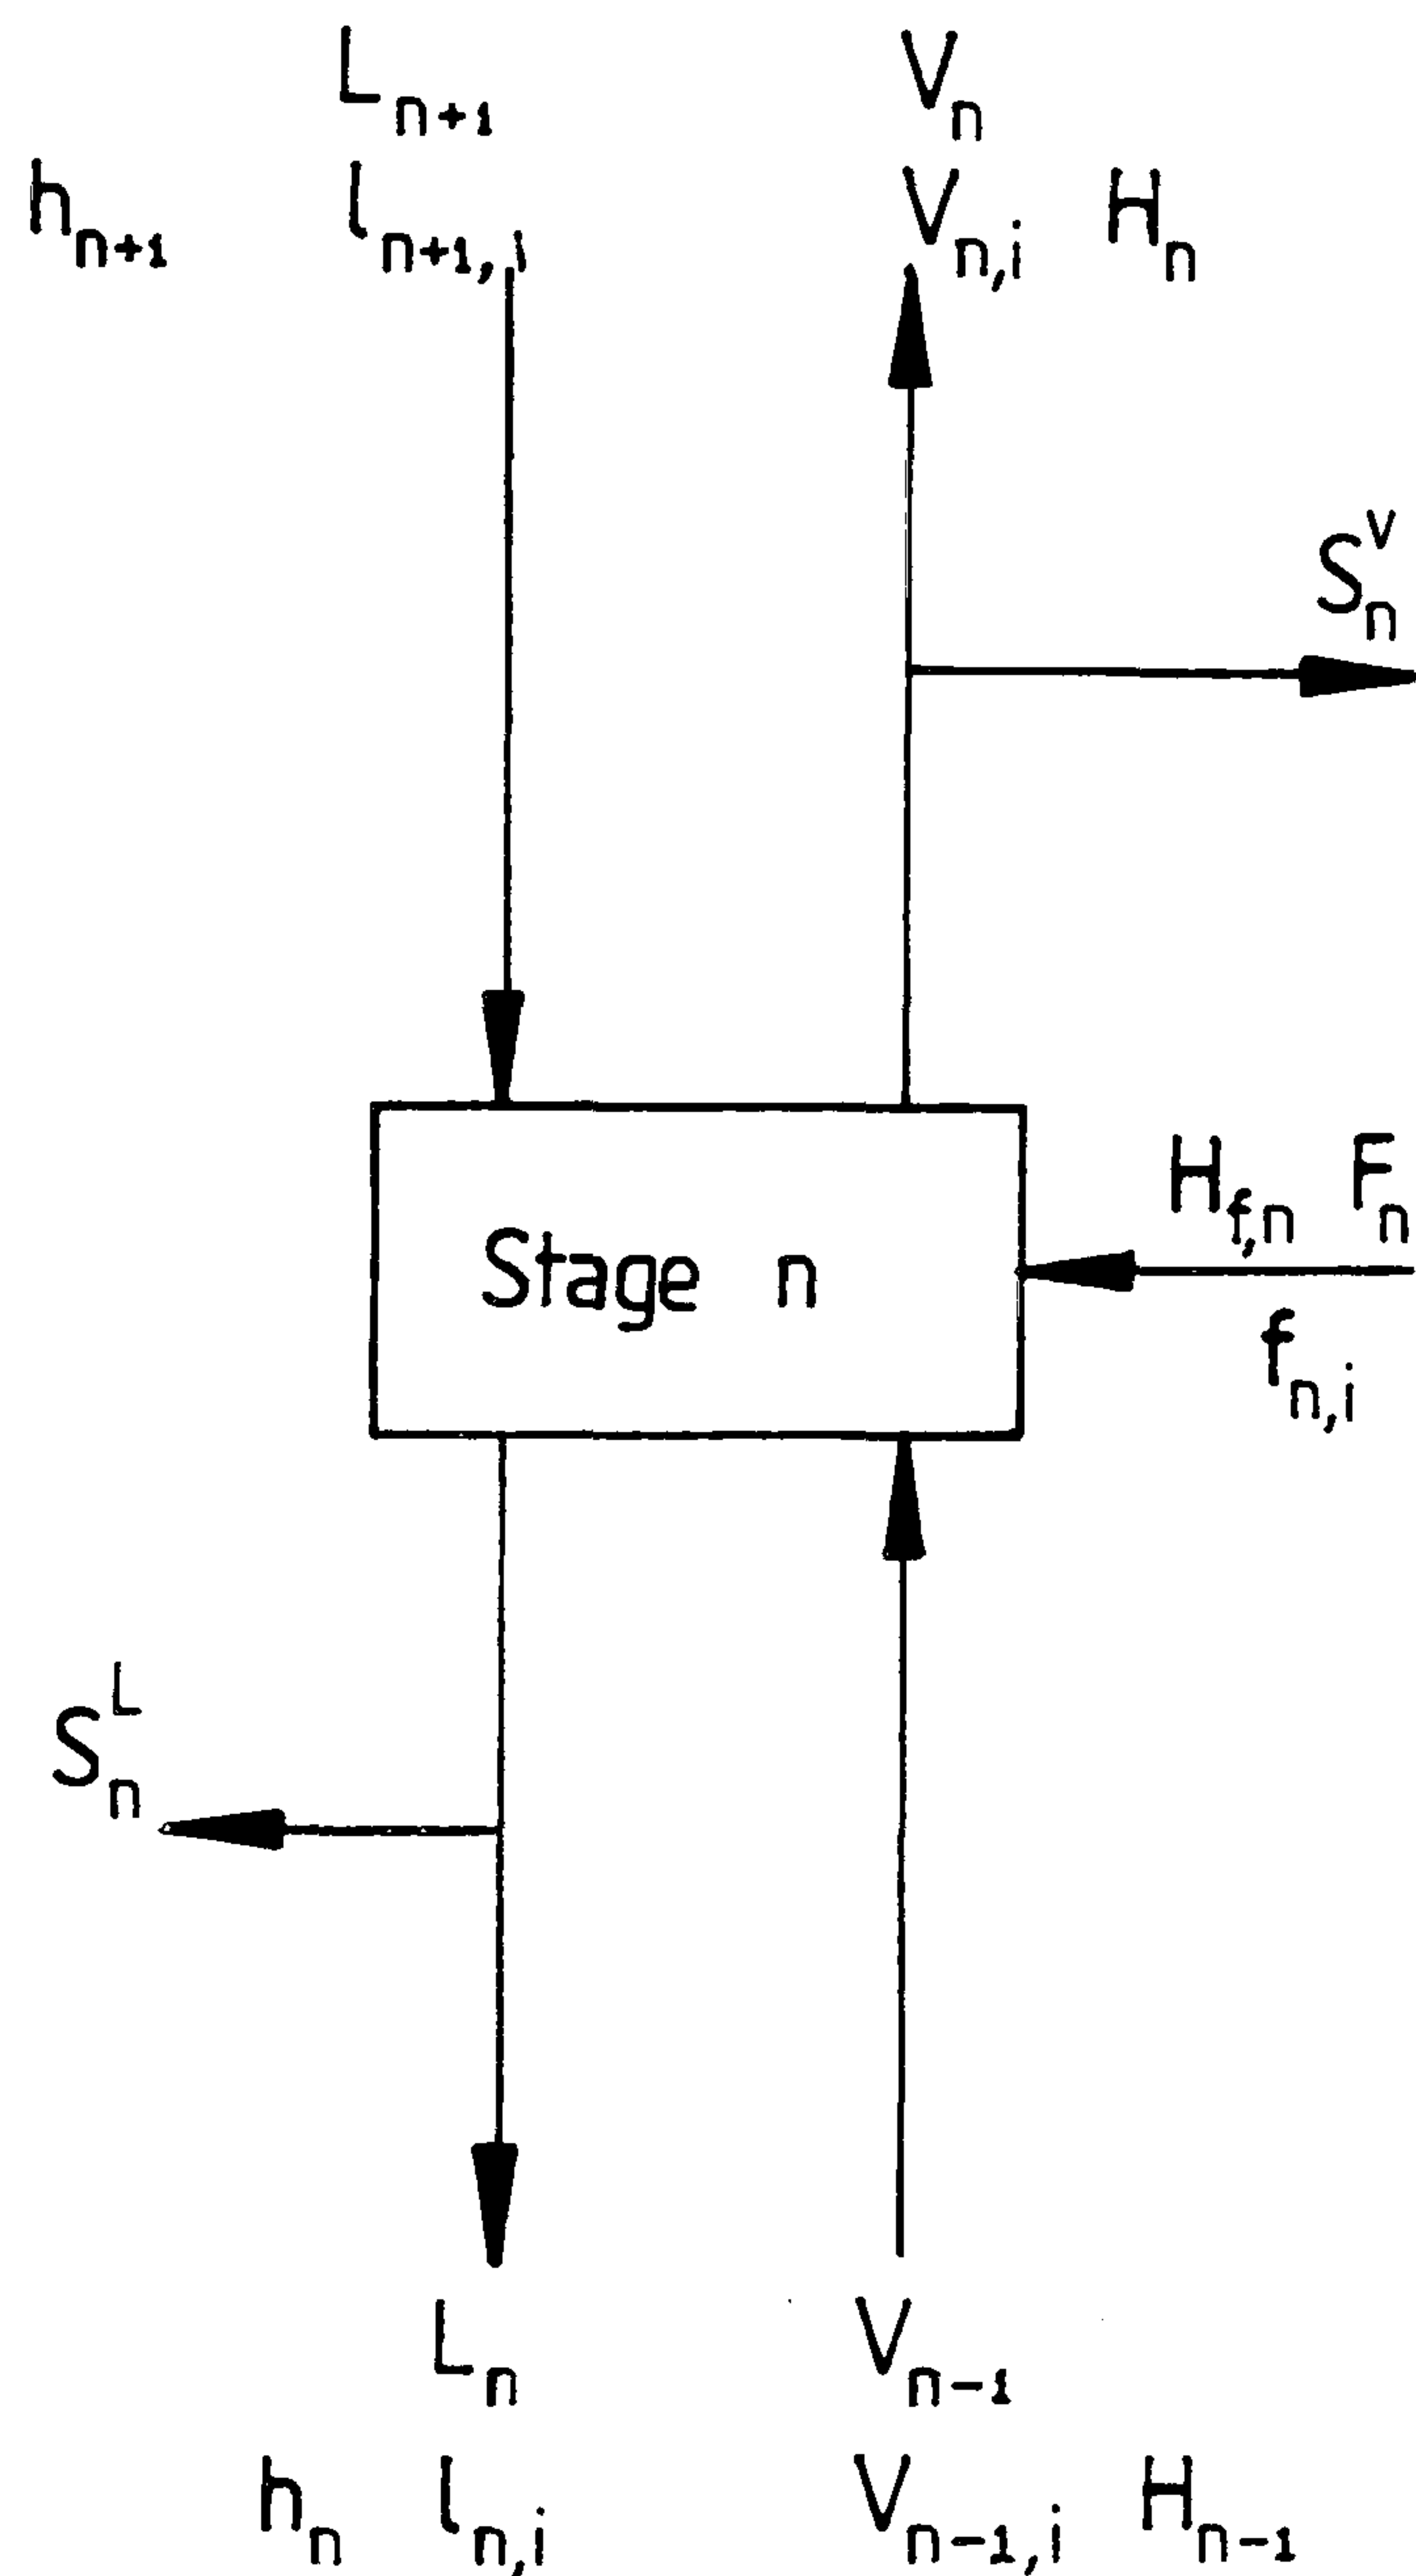 L_{n+1} V_n
h_{n+1} l_{n+1,i} V_{n,i} H_n
S_n^V
H_{f,n} F_n
Stage n
f_{n,i}
S_n^L
L_n V_{n-1}
h_n l_{n,i} V_{n-1,i} H_{n-1}